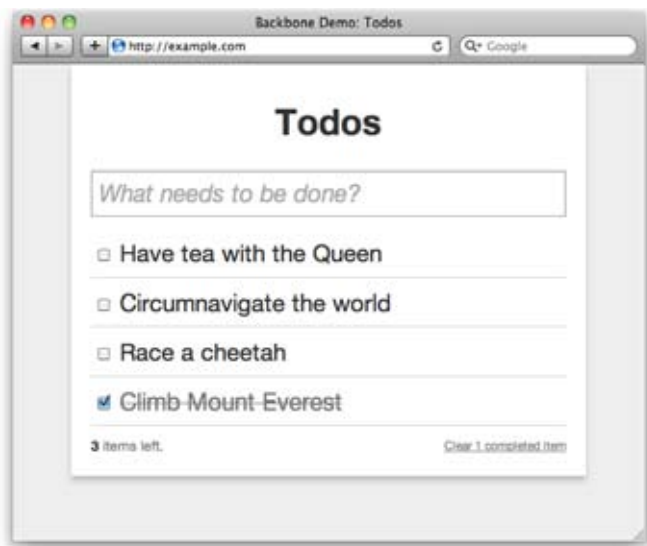 Backbone Demo: Todos
http://example.com
Google
Todos
What needs to be done?
Have tea with the Queen
Circumnavigate the world
Race a cheetah
Climb Mount Everest
3 items left.
Clear 1 completed item